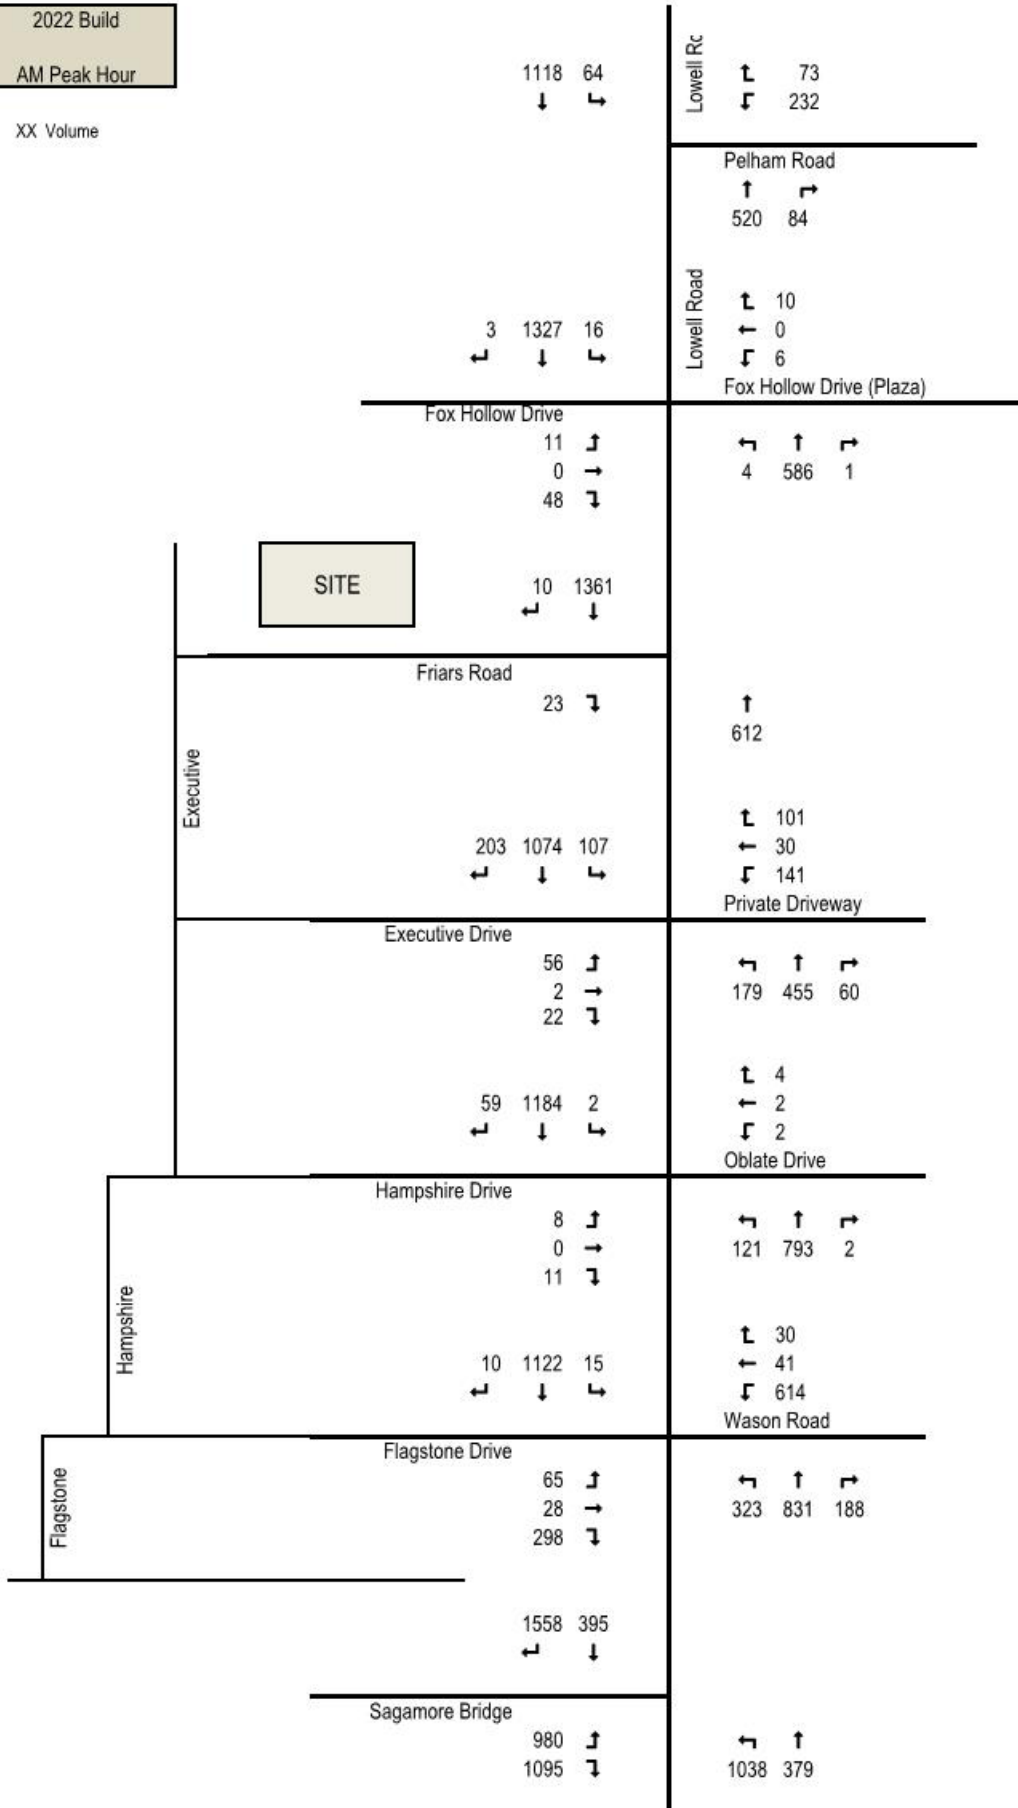 2022 Build
AM Peak Hour
XX Volume
1118 64
Lowell Rc
73
232
Pelham Road
520 84
Lowell Road
10
0
6
3 1327 16
Fox Hollow Drive (Plaza)
Fox Hollow Drive
11
0
48
4 586 1
SITE
10 1361
Friars Road
23
612
Executive
101
30
141
203 1074 107
Private Driveway
Executive Drive
56
2
22
179 455 60
4
2
2
59 1184 2
Oblate Drive
Hampshire Drive
8
0
11
121 793 2
Hampshire
30
41
614
10 1122 15
Wason Road
Flagstone Drive
65
28
298
323 831 188
Flagstone
1558 395
Sagamore Bridge
980
1095
1038 379